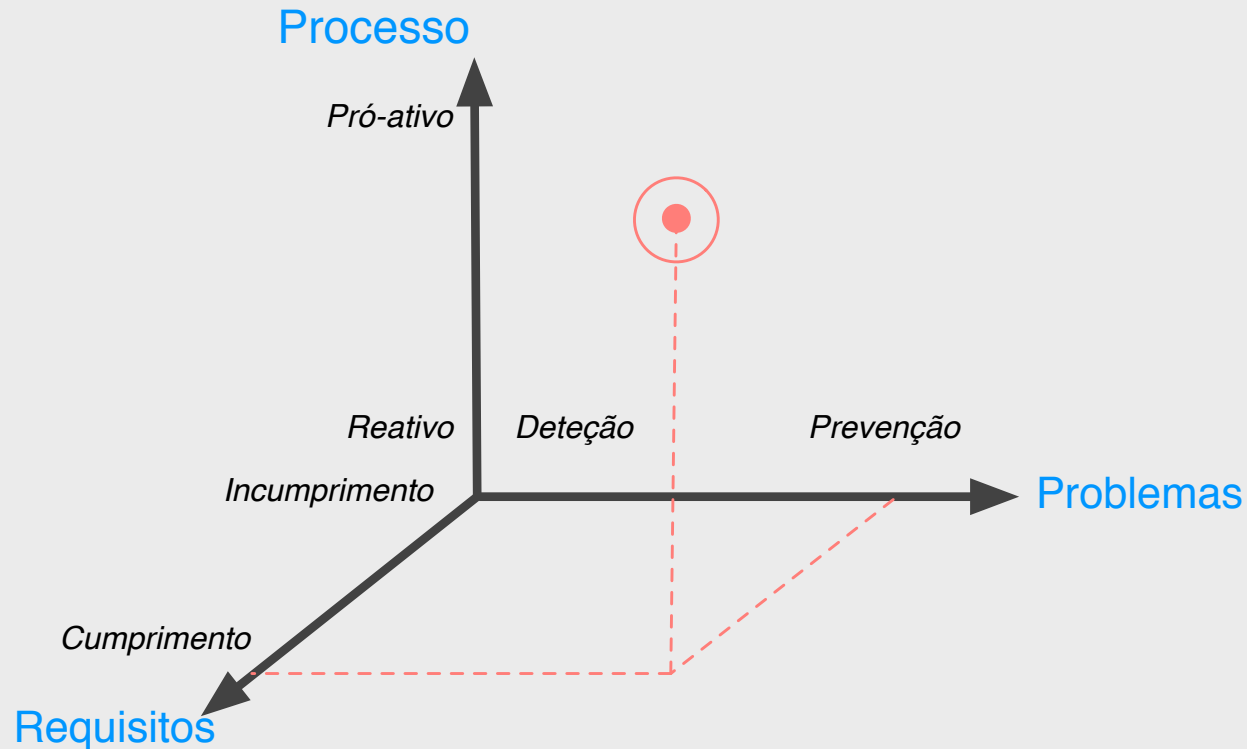 Processo
Pró-ativo
Reativo
Deteção
Prevenção
Incumprimento
Problemas
Cumprimento
Requisitos